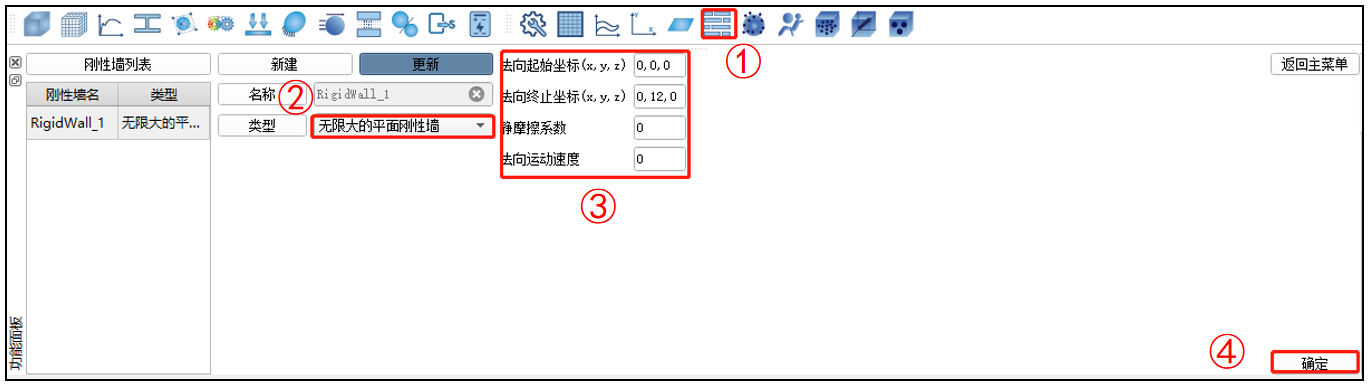 ①
刚性墙列表
新建
更新
去向起始坐标(x,y,z)
0,0,0
返回主菜单
刚性墙名
类型
名称
②
RigidWall_1
去向终止坐标(x,y,z)
0,12,0
RigidWall_1
无限大的平...
类型
无限大的平面刚性墙
静摩擦系数
0
去向运动速度
0
③
功能面板
④
确定